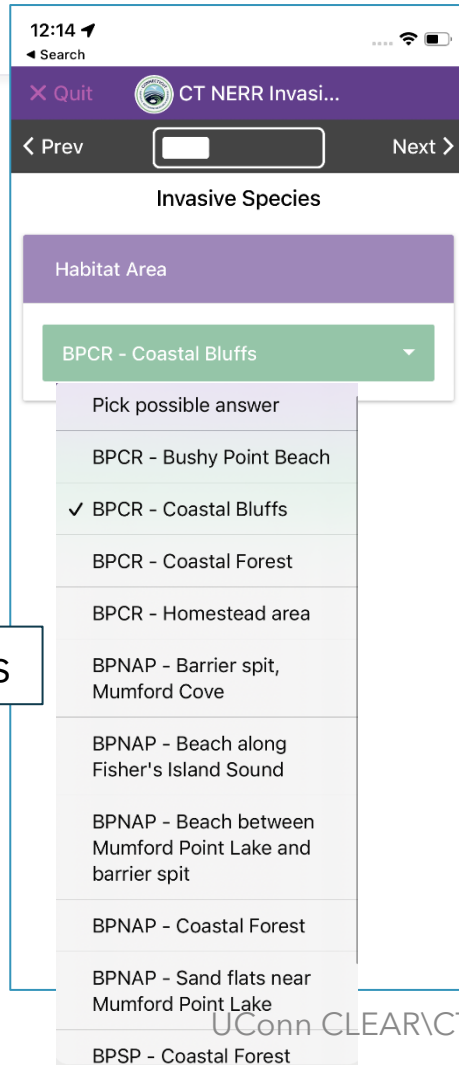 12:14
Search
Quit CT NERR Invasi...
Prev Next
Invasive Species
Habitat Area
BPCR - Coastal Bluffs
Pick possible answer
BPCR - Bushy Point Beach
✓ BPCR - Coastal Bluffs
BPCR - Coastal Forest
BPCR - Homestead area
S
BPNAP - Barrier spit,
Mumford Cove
BPNAP - Beach along
Fisher's Island Sound
BPNAP - Beach between
Mumford Point Lake and
barrier spit
BPNAP - Coastal Forest
BPNAP - Sand flats near
Mumford Point Lake
UConn CLEAR\CT
BPSP - Coastal Forest